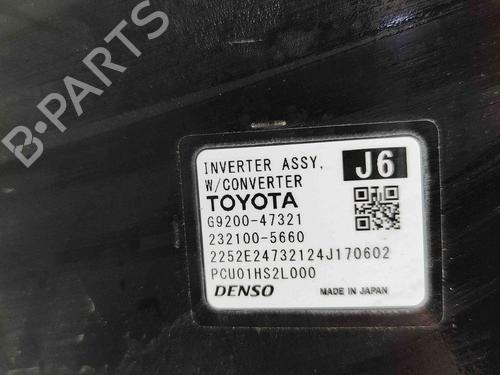 B-PARTS
INVERTER ASSY,
W/CONVERTER
J6
TOYOTA
G9200-47321
232100-5660
2252E24732124J170602
PCU01HS2L000
DENSO
MADE IN JAPAN